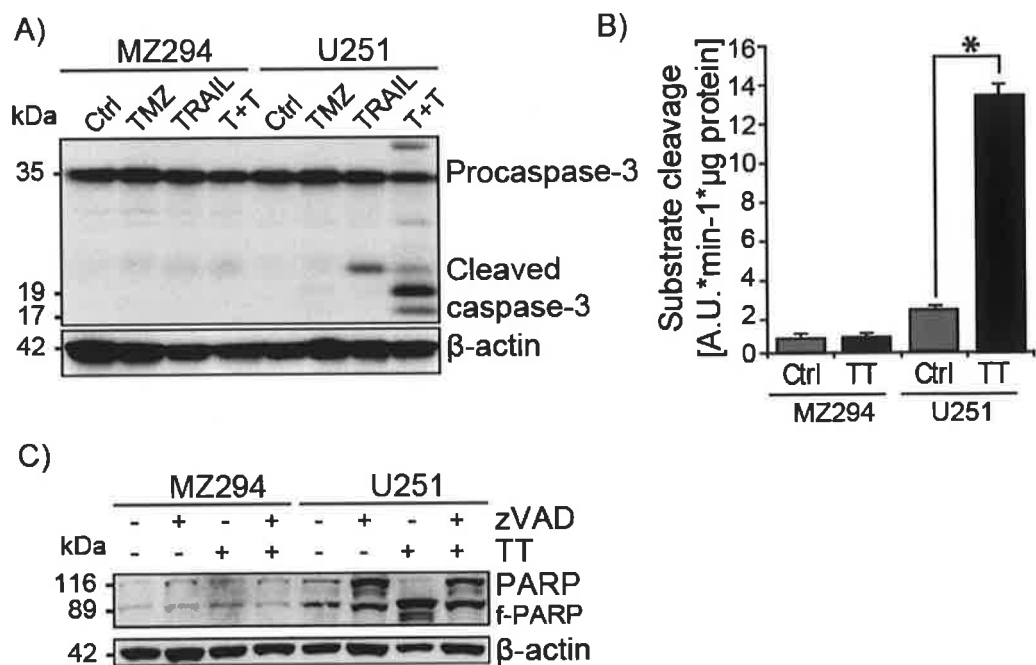 A)
MZ294 U251
kDa Ctrl TMZ TRAIL T+T Ctrl TMZ TRAIL T+T
35 Procaspase-3
Cleaved
19 caspase-3
17
42 β-actin
B)
Substrate cleavage
[A.U.*min-1*µg protein]
16
14
12
10
8
6
4
2
0
*
Ctrl TT Ctrl TT
MZ294 U251
C)
MZ294 U251
- + - + - + - + zVAD
kDa - - + + - - + + TT
116 PARP
89 f-PARP
42 β-actin